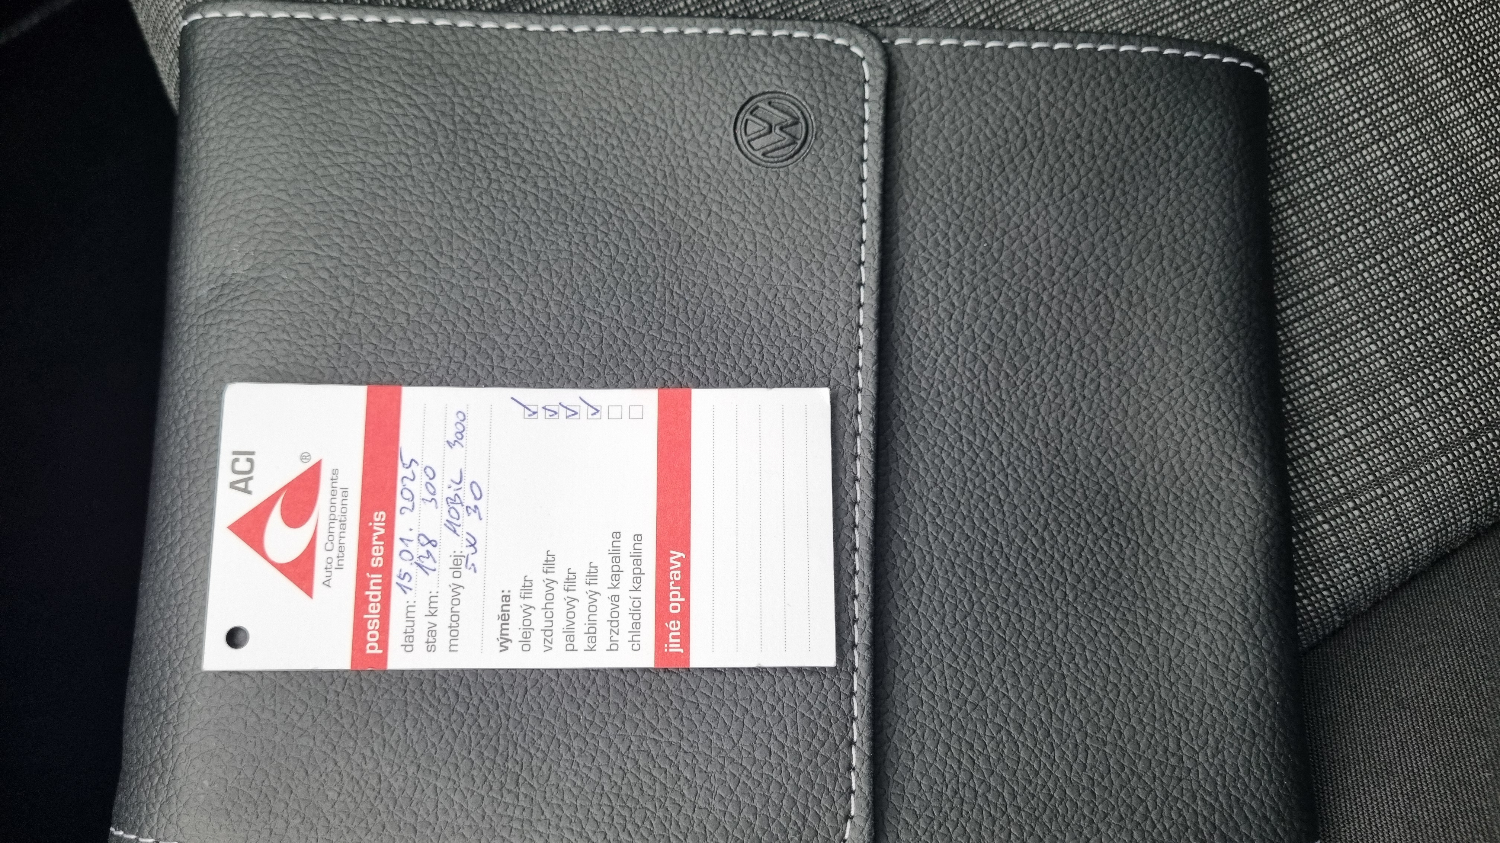 ACI
®
Auto Components
International
poslední servis
datum: 15.01.2025
stav km: 138 300
motorový olej: MOBIL 3000
5W 30
výměna:
olejový filtr
vzduchový filtr
palivový filtr
kabinový filtr
brzdová kapalina
chladící kapalina
jiné opravy